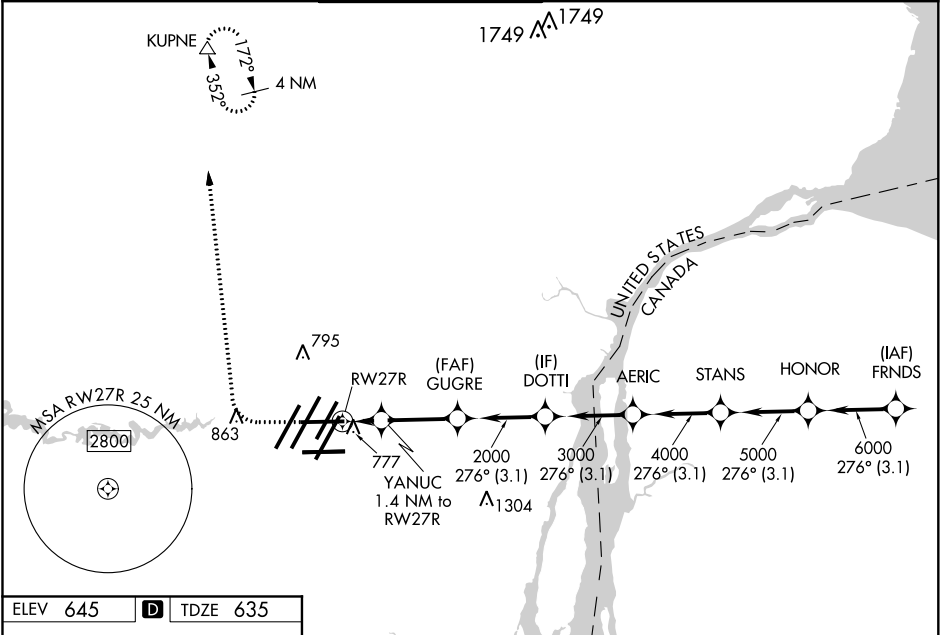 1749
1749
KUPNE
172°
352°
4 NM
UNITED STATES
CANADA
795
RW27R
(FAF)
GUGRE
(IF)
DOTTI
AERIC
STANS
HONOR
(IAF)
FRNDS
MSA RW27R 25 NM
2800
863
777
YANUC
1.4 NM to
RW27R
2000
276° (3.1)
3000
276° (3.1)
4000
276° (3.1)
5000
276° (3.1)
6000
276° (3.1)
1304
ELEV 645 D TDZE 635